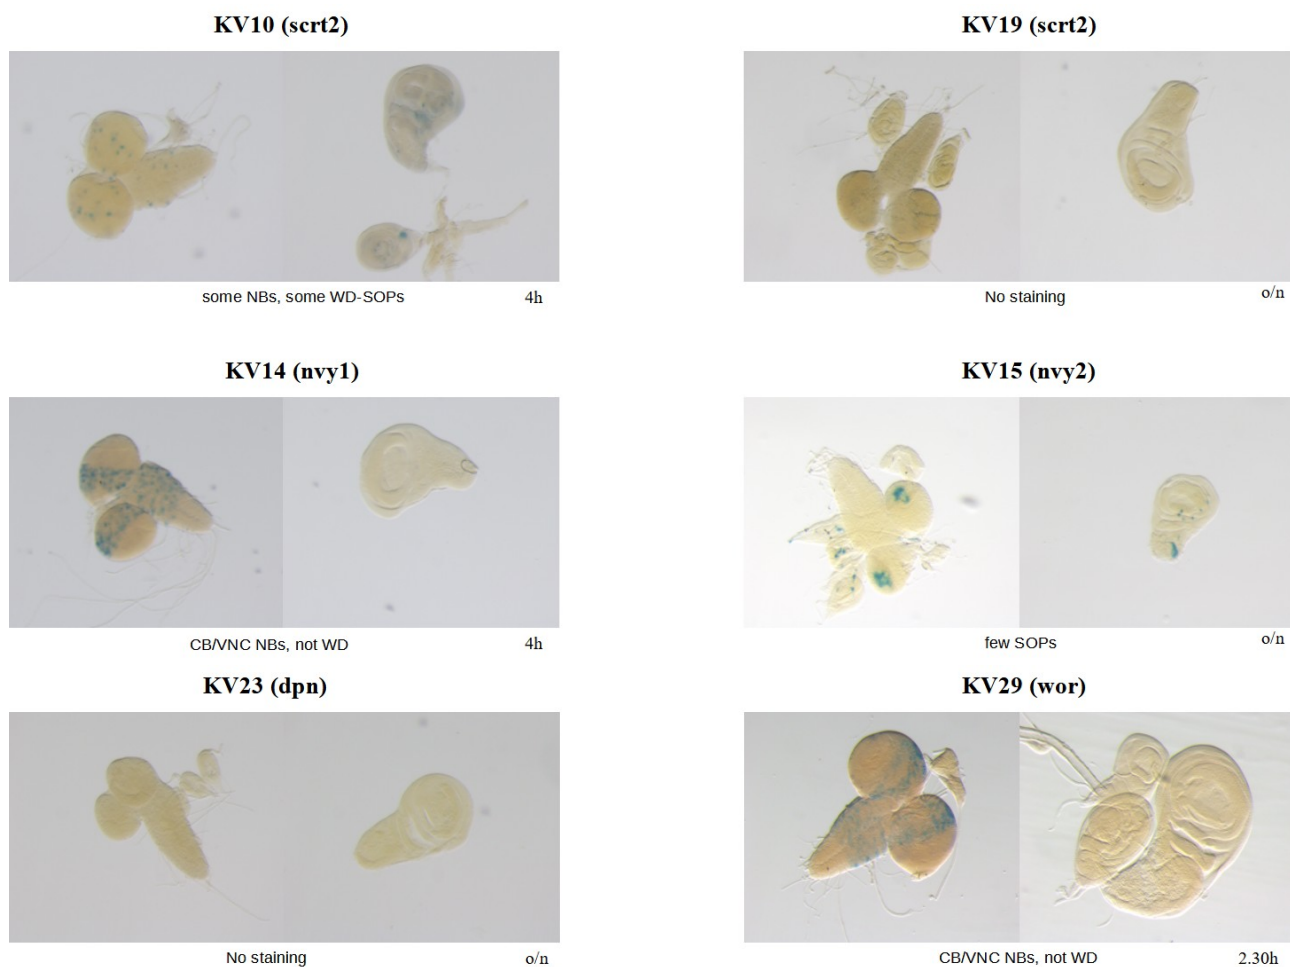 KV10 (scrt2)
KV19 (scrt2)
some NBs, some WD-SOPs
4h
No staining
o/n
KV14 (nvy1)
KV15 (nvy2)
CB/VNC NBs, not WD
4h
few SOPs
o/n
KV23 (dpn)
KV29 (wor)
No staining
o/n
CB/VNC NBs, not WD
2.30h